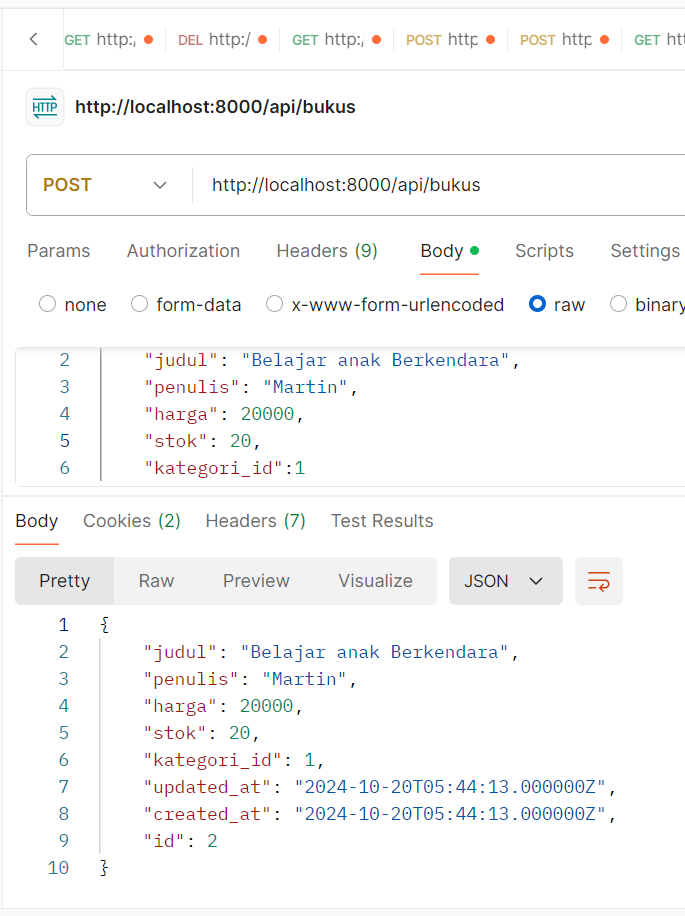 GET http:/ DEL http:/ GET http:/ POST http POST http GET htt
HTTP http://localhost:8000/api/bukus
POST http://localhost:8000/api/bukus
Params Authorization Headers (9) Body Scripts Settings
none form-data x-www-form-urlencoded raw binary
2 "judul": "Belajar anak Berkendara",
3 "penulis": "Martin",
4 "harga": 20000,
5 "stok": 20,
6 "kategori_id":1
Body Cookies (2) Headers (7) Test Results
Pretty Raw Preview Visualize JSON
1 {
2 "judul": "Belajar anak Berkendara",
3 "penulis": "Martin",
4 "harga": 20000,
5 "stok": 20,
6 "kategori_id": 1,
7 "updated_at": "2024-10-20T05:44:13.000000Z",
8 "created_at": "2024-10-20T05:44:13.000000Z",
9 "id": 2
10 }